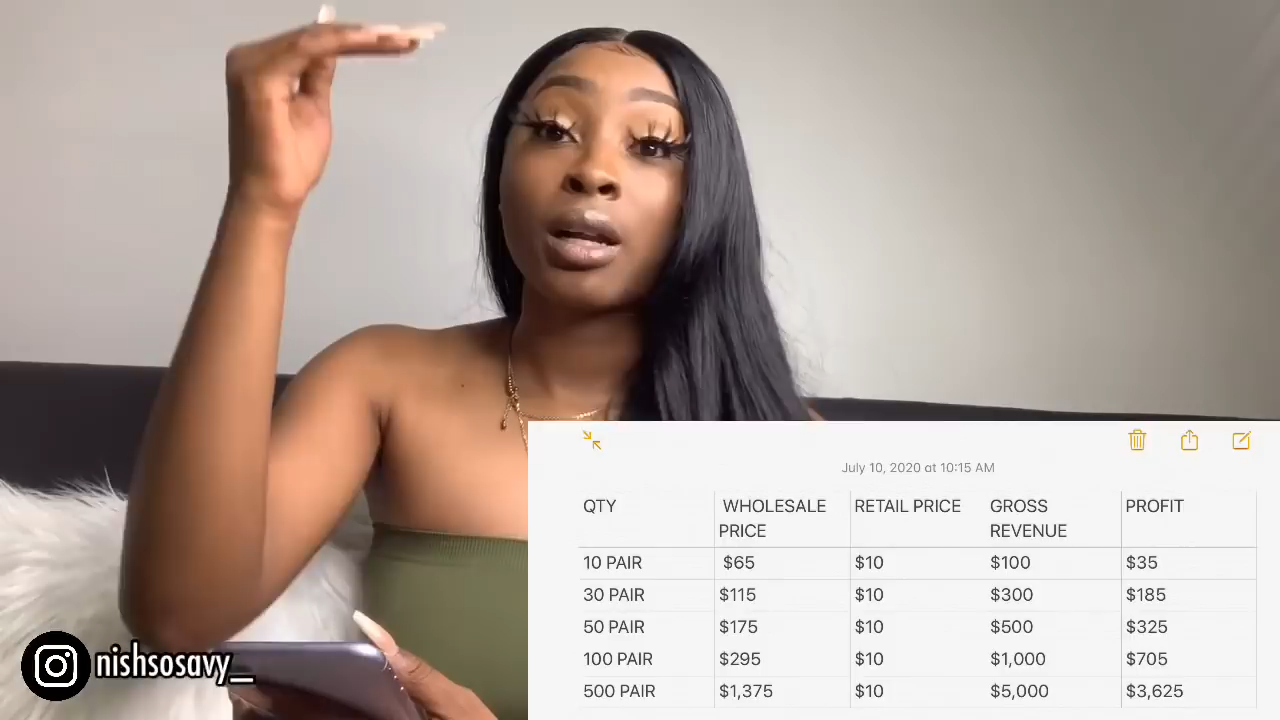 July 10, 2020 at 10:15 AM
QTY WHOLESALE PRICE RETAIL PRICE GROSS REVENUE PROFIT
10 PAIR $65 $10 $100 $35
30 PAIR $115 $10 $300 $185
50 PAIR $175 $10 $500 $325
100 PAIR $295 $10 $1,000 $705
500 PAIR $1,375 $10 $5,000 $3,625
nishsosavy_